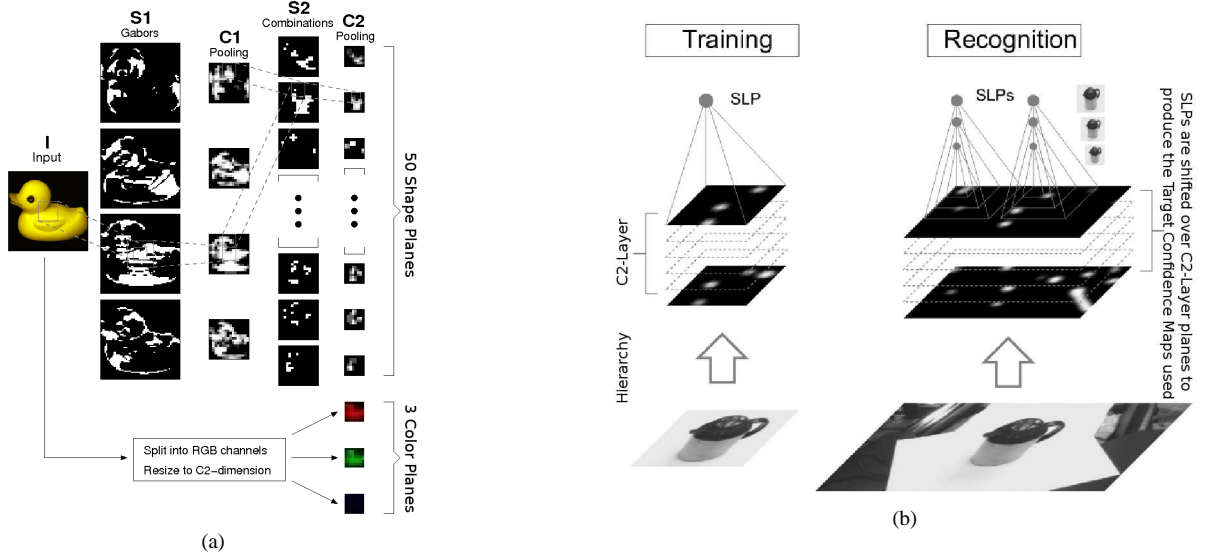 S1
Gabors
C1
Pooling
S2
Combinations
C2
Pooling
I
Input
50 Shape Planes
Split into RGB channels
Resize to C2-dimension
3 Color Planes
(a)
Training
Recognition
SLP
SLPs
C2-Layer
Hierarchy
SLPs are shifted over C2-Layer planes to
produce the Target Confidence Maps used
(b)